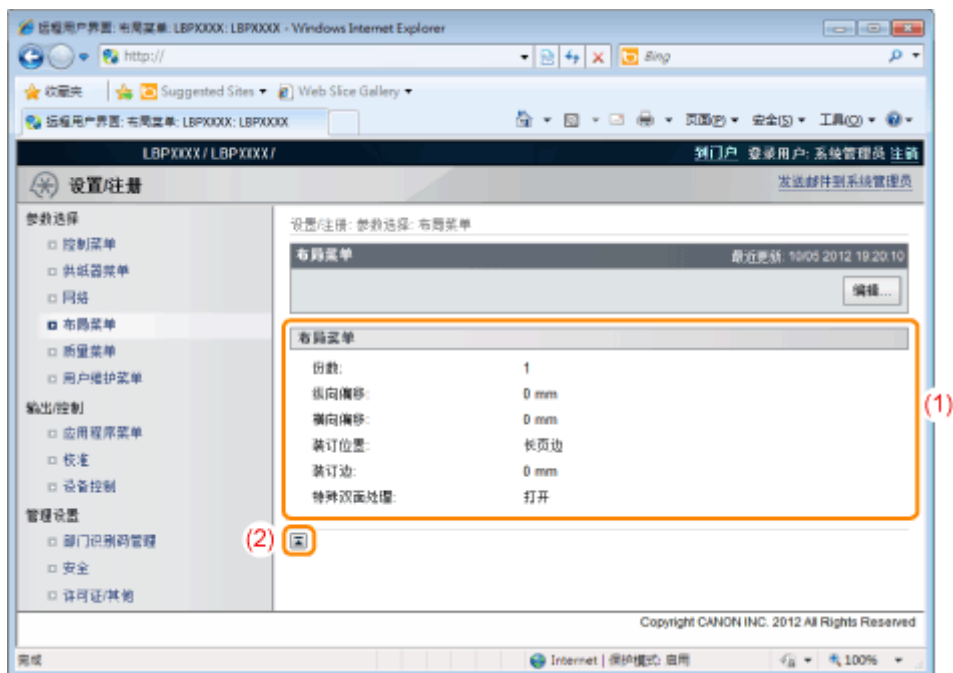 远程用户界面: 布局菜单: LBPXXXX: LBPXXXX - Windows Internet Explorer
http://
Bing
收藏夹 Suggested Sites Web Slice Gallery
远程用户界面: 布局菜单: LBPXXXX: LBPXXXX
页面(P) 安全(S) 工具(O)
LBPXXXX / LBPXXXX /
到门户 登录用户: 系统管理员 注销
设置/注册
发送邮件到系统管理员
参数选择
控制菜单
供纸器菜单
网络
布局菜单
质量菜单
用户维护菜单
输出/控制
应用程序菜单
校准
设备控制
管理设置
部门识别码管理
安全
许可证/其他
设置/注册: 参数选择: 布局菜单
布局菜单
最近更新: 10/05 2012 19:20:10
编辑...
布局菜单
份数: 1
纵向偏移: 0 mm
横向偏移: 0 mm
装订位置: 长页边
装订边: 0 mm
特殊双面处理: 打开
(1)
(2)
Copyright CANON INC. 2012 All Rights Reserved
完成
Internet | 保护模式: 启用
100%